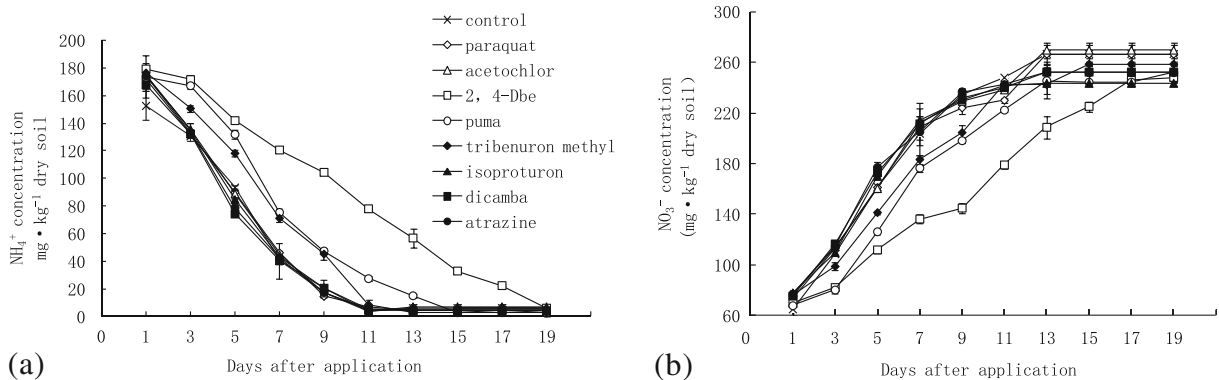 200
180
160
140
120
100
80
60
40
20
0
NH₄⁺ concentration
mg•kg⁻¹ dry soil
0 1 3 5 7 9 11 13 15 17 19
Days after application
(a)
control
paraquat
acetochlor
2, 4-Dbe
puma
tribenuron methyl
isoproturon
dicamba
atrazine
300
260
220
180
140
100
60
NO₃⁻ concentration
(mg•kg⁻¹ dry soil)
0 1 3 5 7 9 11 13 15 17 19
Days after application
(b)